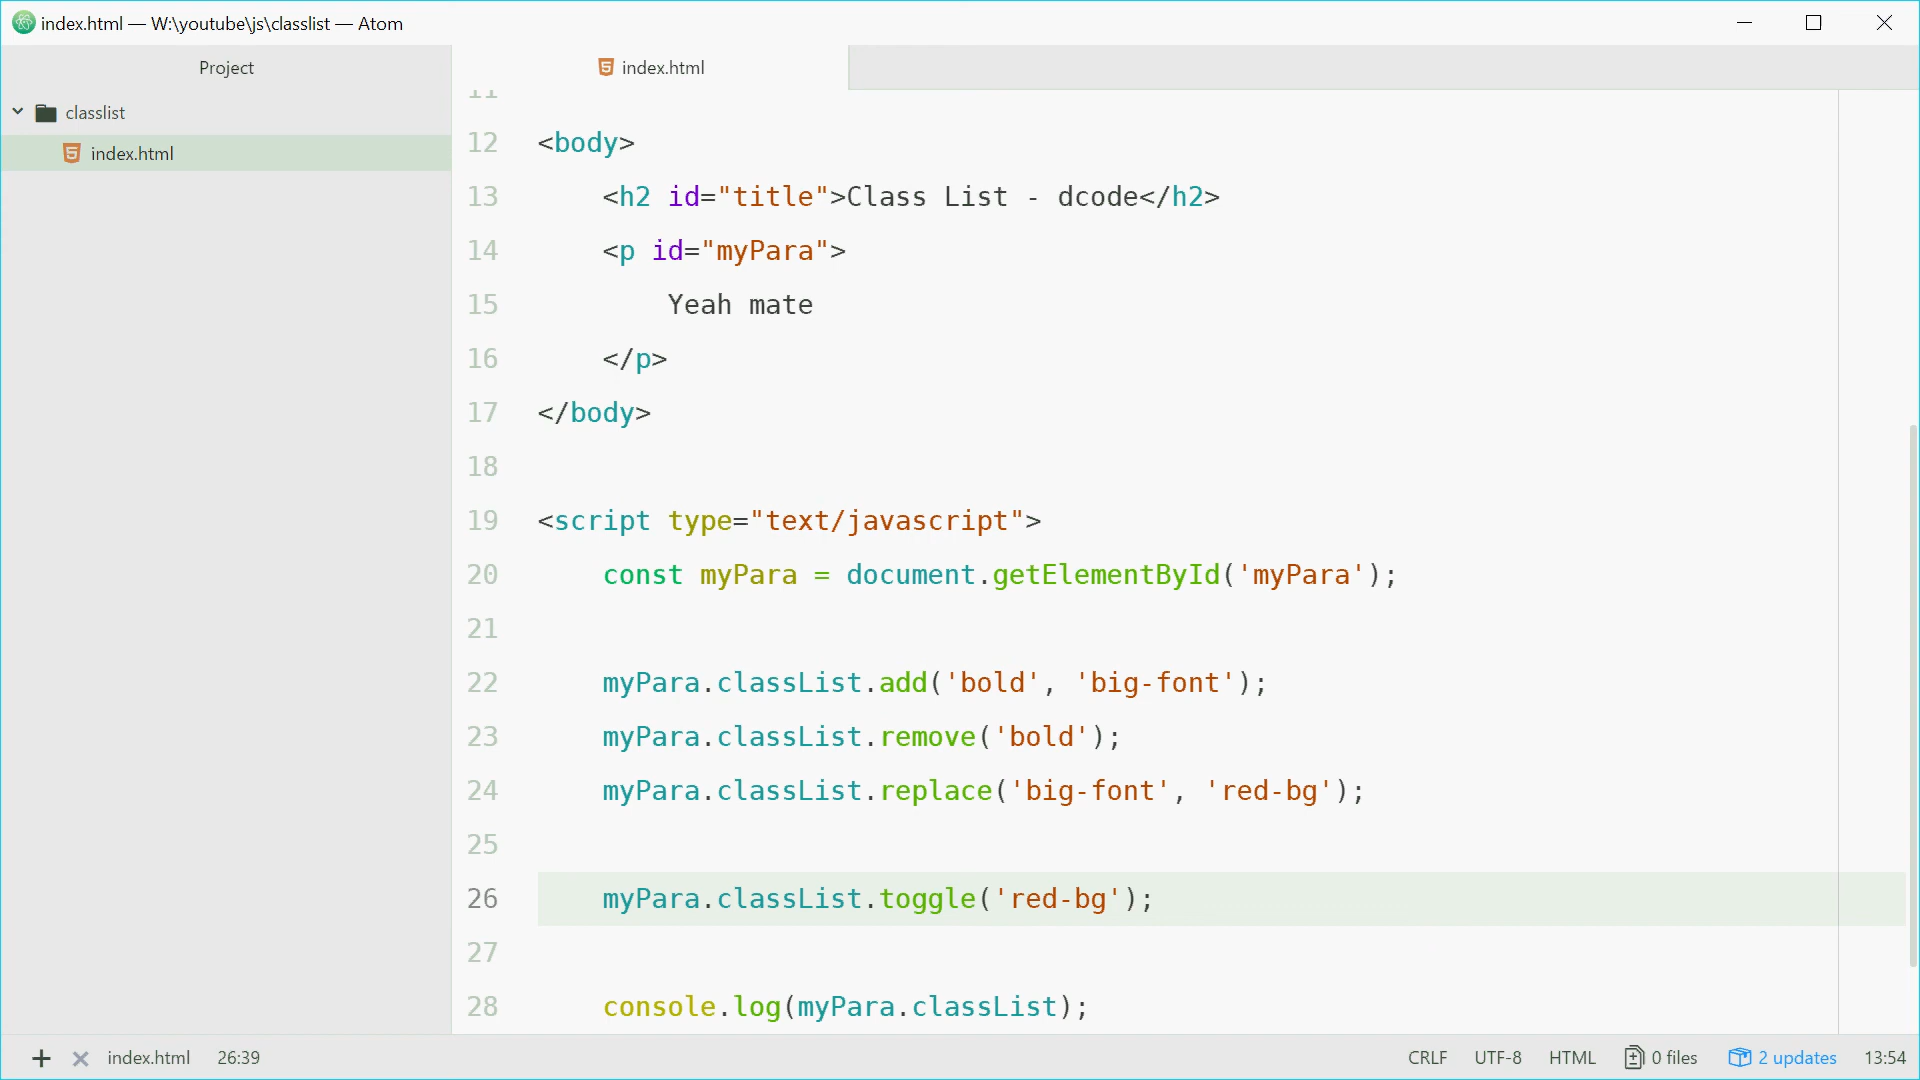 index.html — W:\youtube\js\classlist — Atom
Project
index.html
classlist
index.html
11
12 <body>
13 <h2 id="title">Class List - dcode</h2>
14 <p id="myPara">
15 Yeah mate
16 </p>
17 </body>
18
19 <script type="text/javascript">
20 const myPara = document.getElementById('myPara');
21
22 myPara.classList.add('bold', 'big-font');
23 myPara.classList.remove('bold');
24 myPara.classList.replace('big-font', 'red-bg');
25
26 myPara.classList.toggle('red-bg');
27
28 console.log(myPara.classList);
index.html 26:39 CRLF UTF-8 HTML 0 files 2 updates 13:54